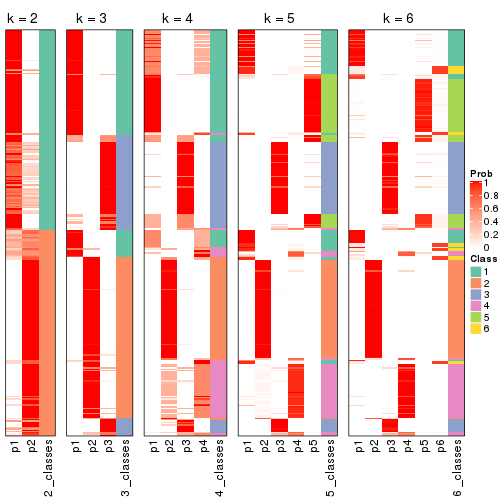 k = 2
k = 3
k = 4
k = 5
k = 6
p1
p2
2_classes
p1
p2
p3
3_classes
p1
p2
p3
p4
4_classes
p1
p2
p3
p4
p5
5_classes
p1
p2
p3
p4
p5
p6
6_classes
Prob
1
0.8
0.6
0.4
0.2
0
Class
1
2
3
4
5
6